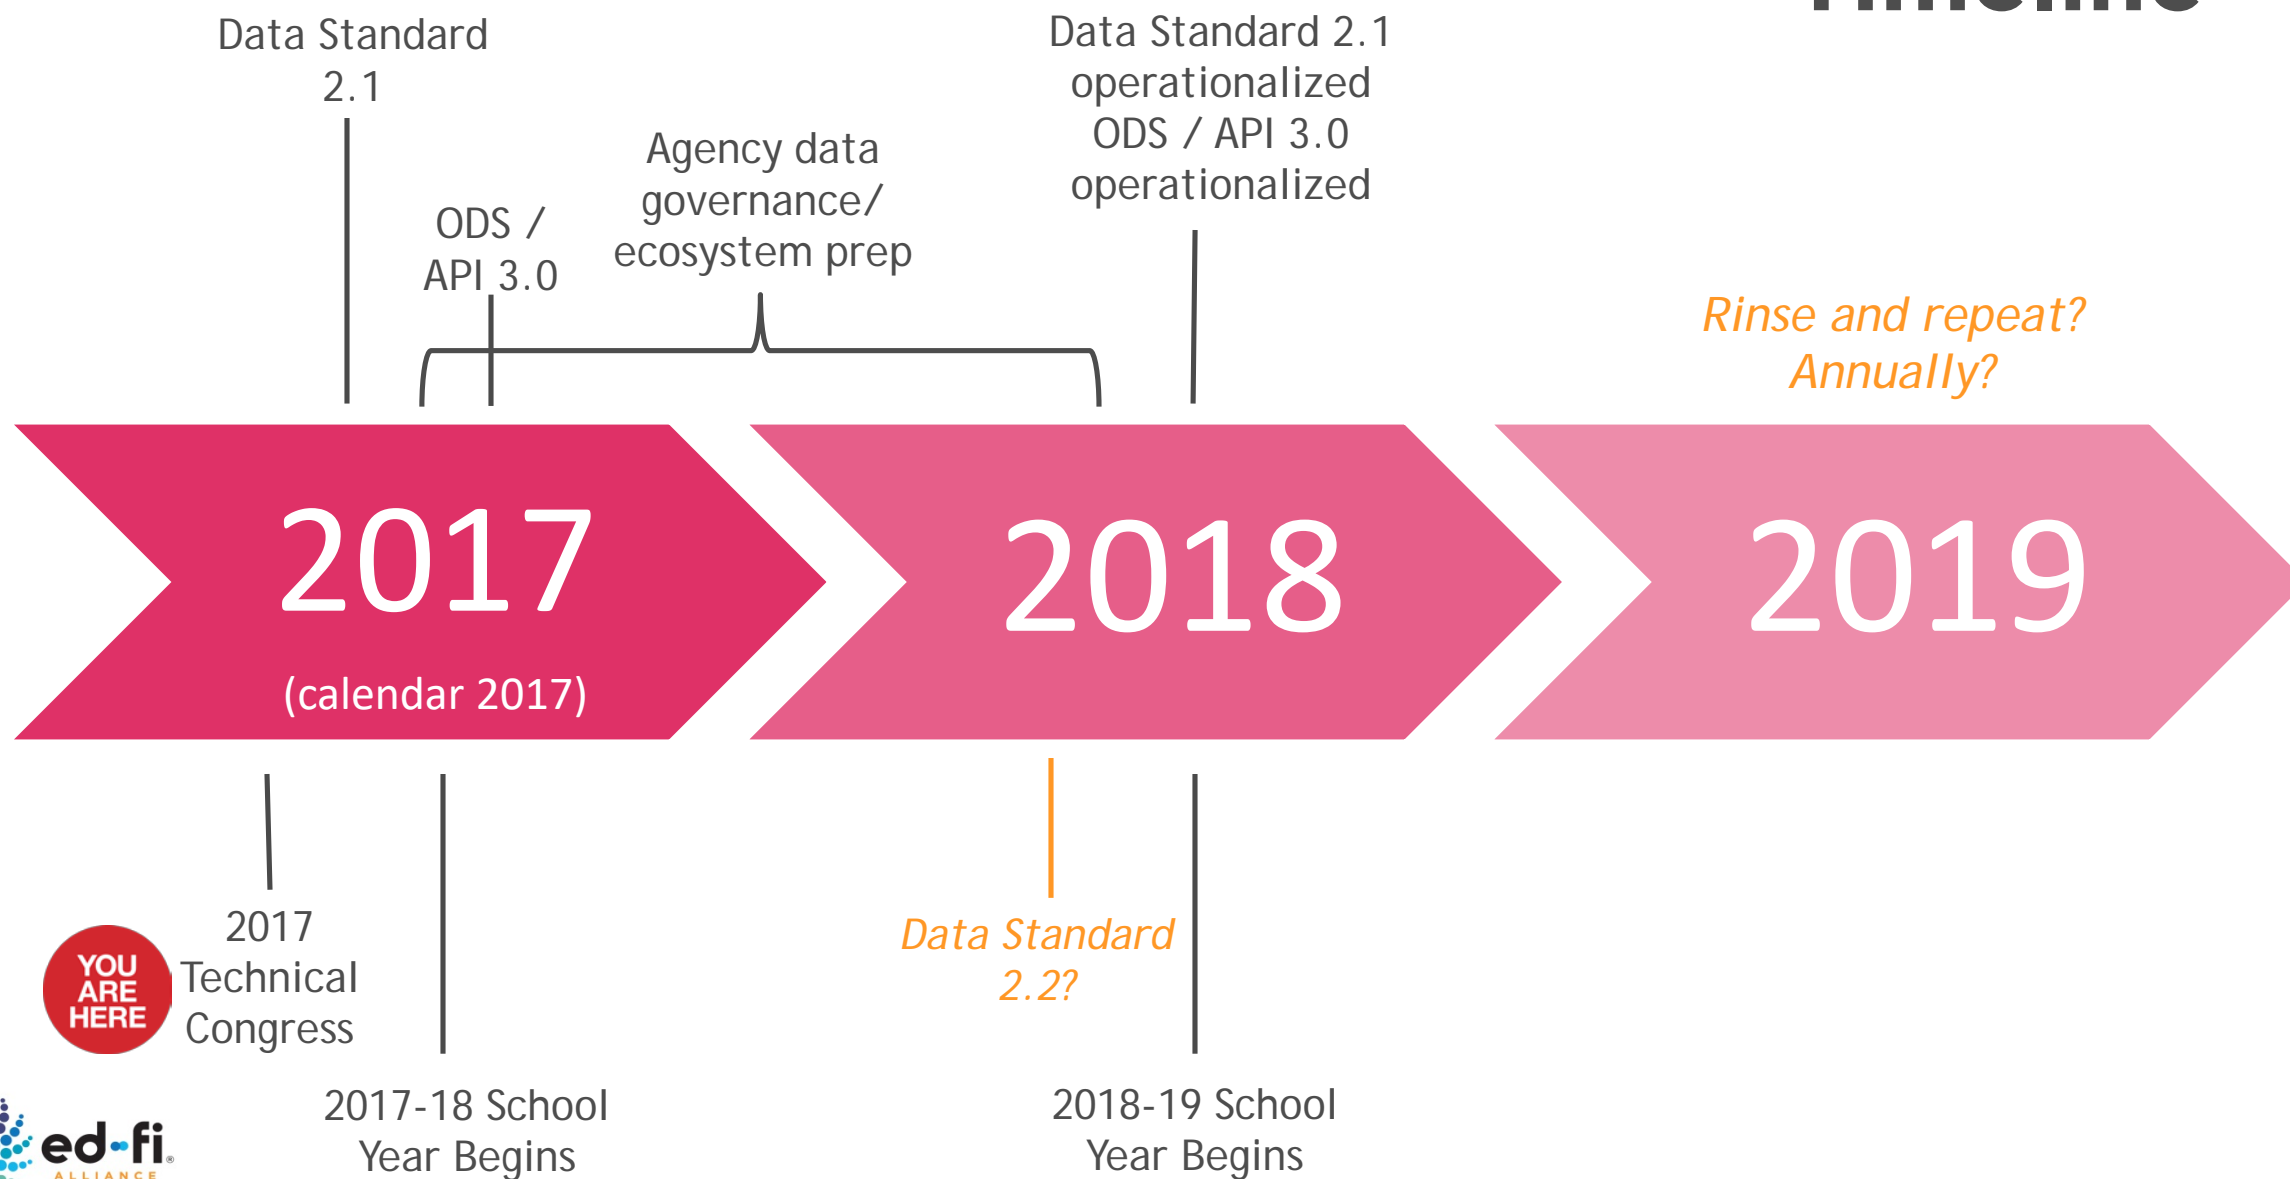 Timeline
Data Standard
2.1
Data Standard 2.1
operationalized
ODS / API 3.0
operationalized
Agency data
governance/
ecosystem prep
ODS /
API 3.0
Rinse and repeat?
Annually?
2017
(calendar 2017)
2018
2019
YOU
ARE
HERE
2017
Technical
Congress
Data Standard
2.2?
2017-18 School
Year Begins
2018-19 School
Year Begins
ed-fi®
ALLIANCE